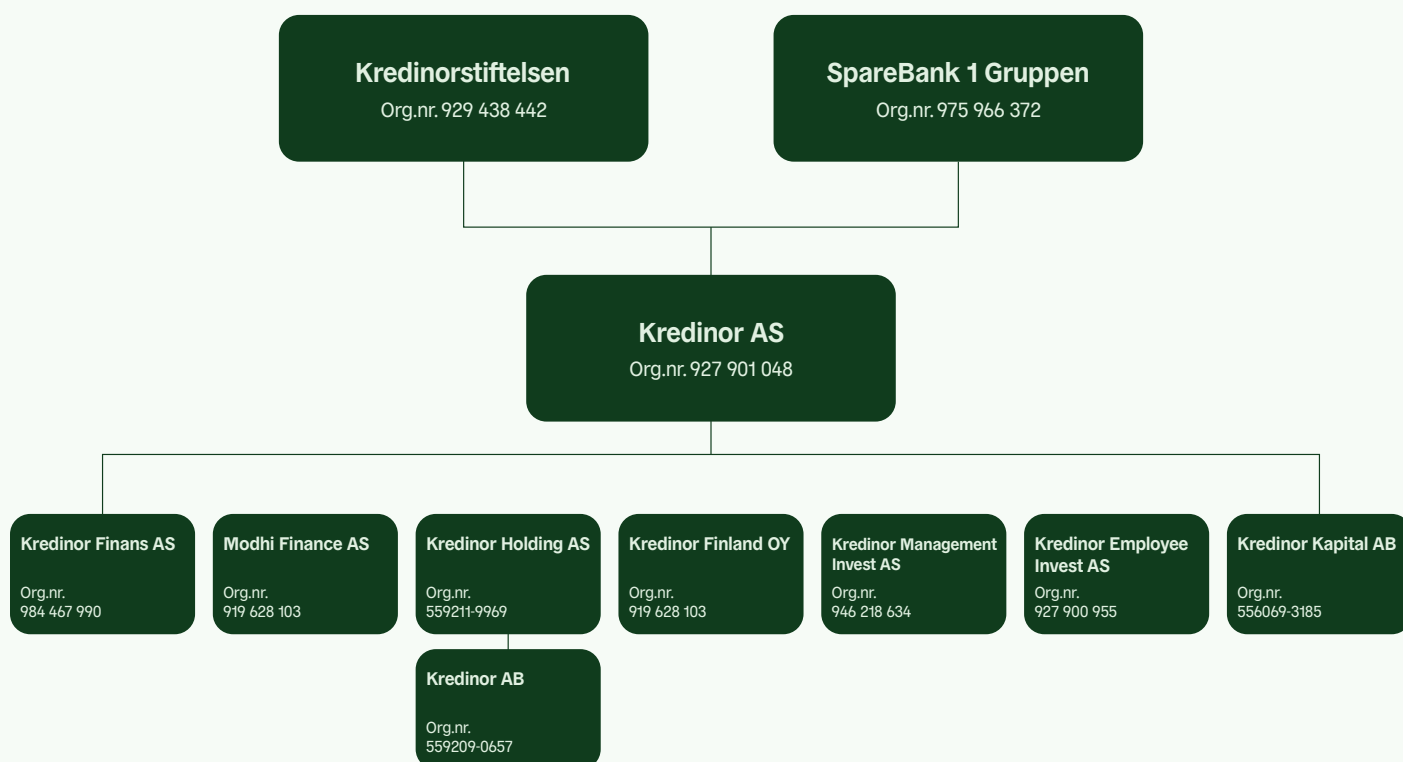 Kredinorstiftelsen
Org.nr. 929 438 442
SpareBank 1 Gruppen
Org.nr. 975 966 372
Kredinor AS
Org.nr. 927 901 048
Kredinor Finans AS
Org.nr.
984 467 990
Modhi Finance AS
Org.nr.
919 628 103
Kredinor Holding AS
Org.nr.
559211-9969
Kredinor Finland OY
Org.nr.
919 628 103
Kredinor Management
Invest AS
Org.nr.
946 218 634
Kredinor Employee
Invest AS
Org.nr.
927 900 955
Kredinor Kapital AB
Org.nr.
556069-3185
Kredinor AB
Org.nr.
559209-0657